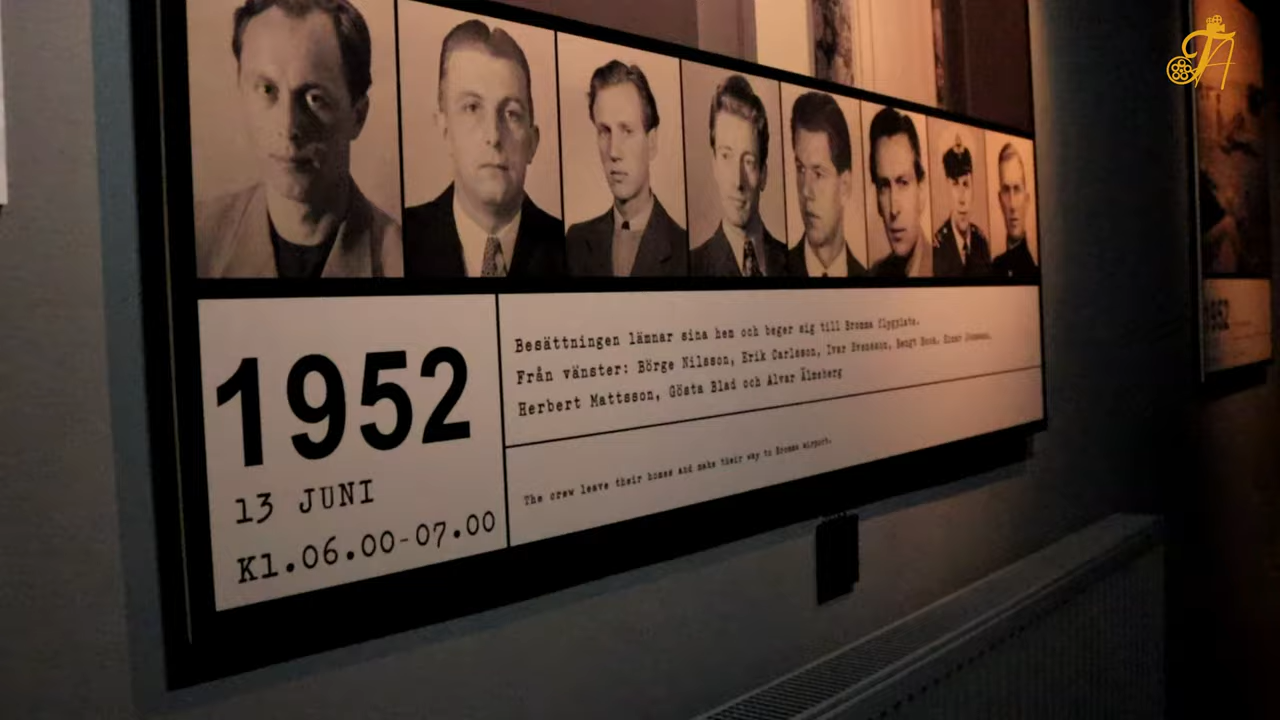 1952
13 JUNI
Kl.06.00-07.00
Besättningen lämnar sina hem och beger sig till Bromma flygplats.
Från vänster: Börge Nilsson, Erik Carlsson, Ivar Svensson, Bengt Book, Einar Jonsson,
Herbert Mattsson, Gösta Blad och Alvar Älmeberg
The crew leave their homes and make their way to Bromma airport.
1952